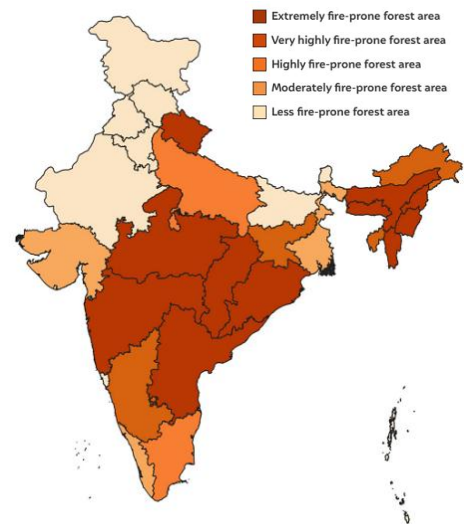 Extremely fire-prone forest area
Very highly fire-prone forest area
Highly fire-prone forest area
Moderately fire-prone forest area
Less fire-prone forest area